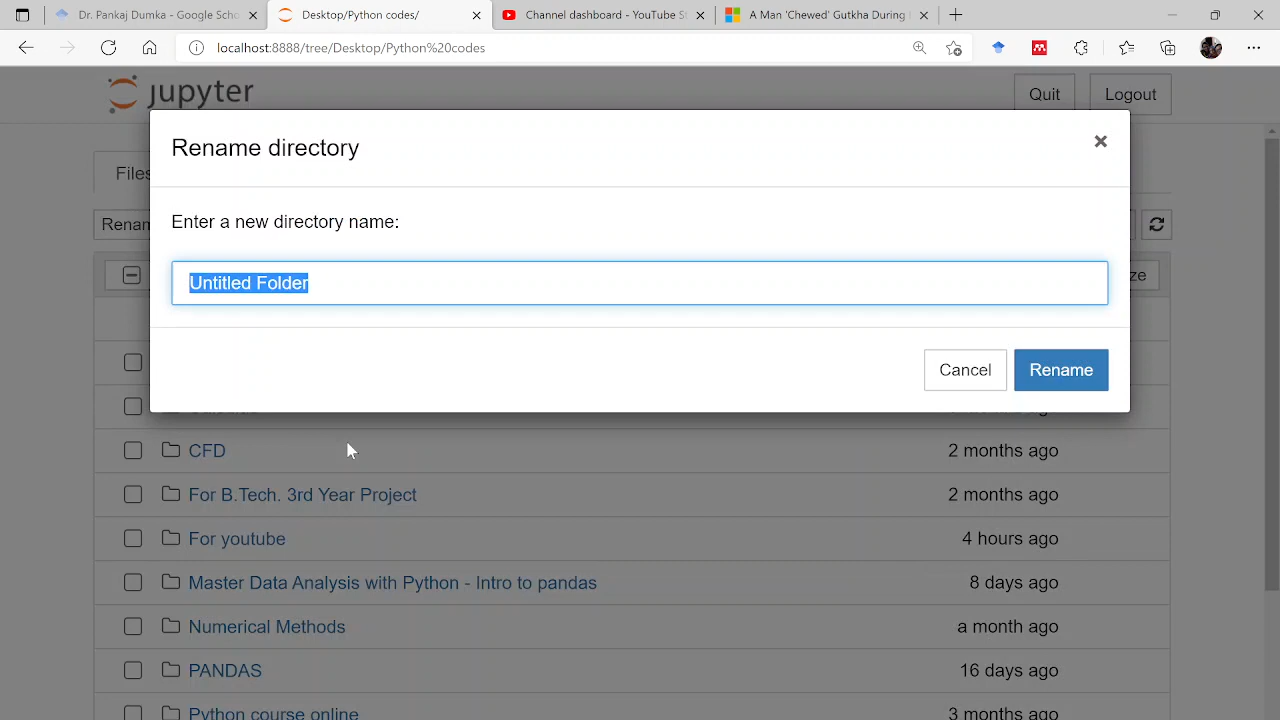 Dr. Pankaj Dumka - Google Scho
Desktop/Python codes/
Channel dashboard - YouTube St
A Man 'Chewed' Gutkha During
localhost:8888/tree/Desktop/Python%20codes
jupyter
Quit
Logout
Rename directory
Files
Enter a new directory name:
Renam
Untitled Folder
ze
Cancel
Rename
CFD
2 months ago
For B.Tech. 3rd Year Project
2 months ago
For youtube
4 hours ago
Master Data Analysis with Python - Intro to pandas
8 days ago
Numerical Methods
a month ago
PANDAS
16 days ago
Python course online
3 months ago